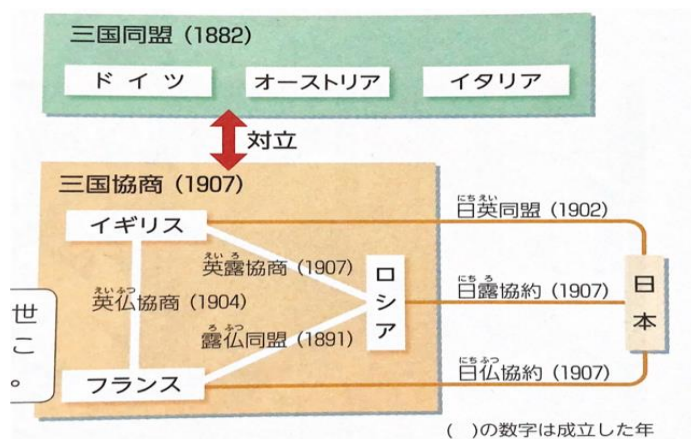 三国同盟 (1882)
ドイツ
オーストリア
イタリア
対立
三国協商 (1907)
イギリス
英露協商 (1907)
えいろ
英仏協商 (1904)
えいふつ
露仏同盟 (1891)
ろふつ
フランス
ロシア
日英同盟 (1902)
にちえい
日露協約 (1907)
にちろ
日仏協約 (1907)
にちふつ
日本
世
こ
。
( )の数字は成立した年